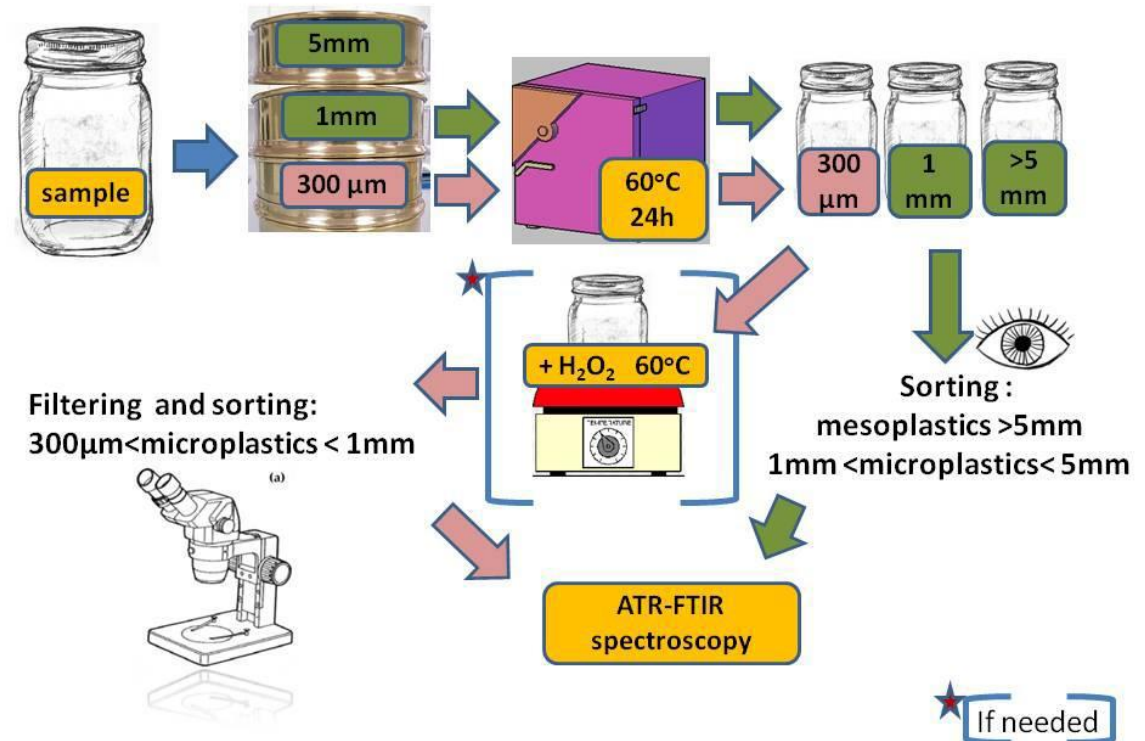 5mm
1mm
300 µm
sample
60°C
24h
300
µm
1
mm
>5
mm
+ H₂O₂ 60°C
TEMPERATURE
Filtering and sorting:
300µm<microplastics < 1mm
(a)
Sorting :
mesoplastics >5mm
1mm <microplastics< 5mm
ATR-FTIR
spectroscopy
If needed